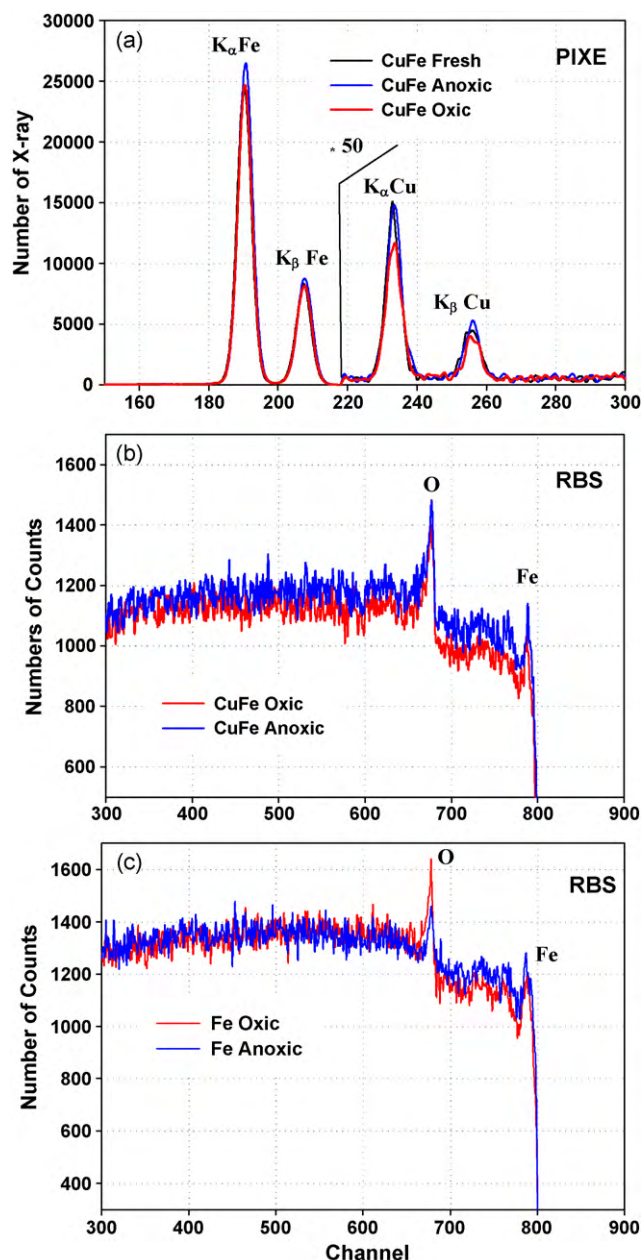 (a)
PIXE
KαFe
CuFe Fresh
CuFe Anoxic
CuFe Oxic
* 50
KαCu
Kβ Fe
Kβ Cu
Number of X-ray
30000
25000
20000
15000
10000
5000
0
160 180 200 220 240 260 280 300
(b)
RBS
O
Fe
CuFe Oxic
CuFe Anoxic
Numbers of Counts
1600
1400
1200
1000
800
600
300 400 500 600 700 800 900
(c)
RBS
O
Fe
Fe Oxic
Fe Anoxic
Number of Counts
1600
1400
1200
1000
800
600
400
300 400 500 600 700 800 900
Channel